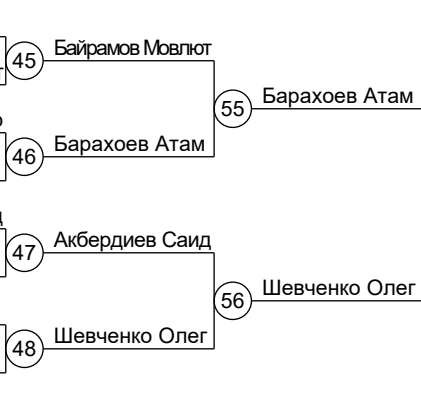 45
Байрамов Мовлют
55
Барахоев Атам
46
Барахоев Атам
47
Акбердиев Саид
56
Шевченко Олег
48
Шевченко Олег